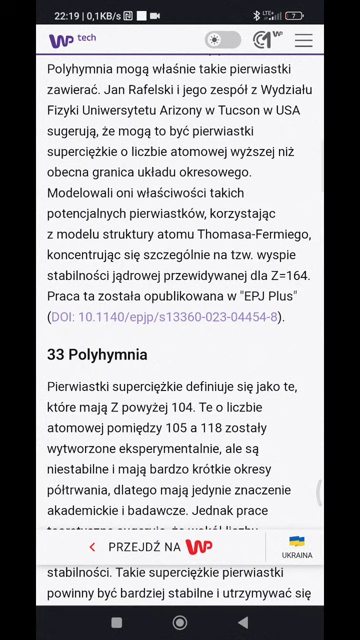 22:19 | 0,1KB/s
LTE
7
WP tech
WP
Polyhymnia mogą właśnie takie pierwiastki
zawierać. Jan Rafelski i jego zespół z Wydziału
Fizyki Uniwersytetu Arizony w Tucson w USA
sugerują, że mogą to być pierwiastki
superciężkie o liczbie atomowej wyższej niż
obecna granica układu okresowego.
Modelowali oni właściwości takich
potencjalnych pierwiastków, korzystając
z modelu struktury atomu Thomasa-Fermiego,
koncentrując się szczególnie na tzw. wyspie
stabilności jądrowej przewidywanej dla Z=164.
Praca ta została opublikowana w "EPJ Plus"
(DOI: 10.1140/epjp/s13360-023-04454-8).
33 Polyhymnia
Pierwiastki superciężkie definiuje się jako te,
które mają Z powyżej 104. Te o liczbie
atomowej pomiędzy 105 a 118 zostały
wytworzone eksperymentalnie, ale są
niestabilne i mają bardzo krótkie okresy
półtrwania, dlatego mają jedynie znaczenie
akademickie i badawcze. Jednak prace
PRZEJDŹ NA WP
UKRAINA
stabilności. Takie superciężkie pierwiastki
powinny być bardziej stabilne i utrzymywać się